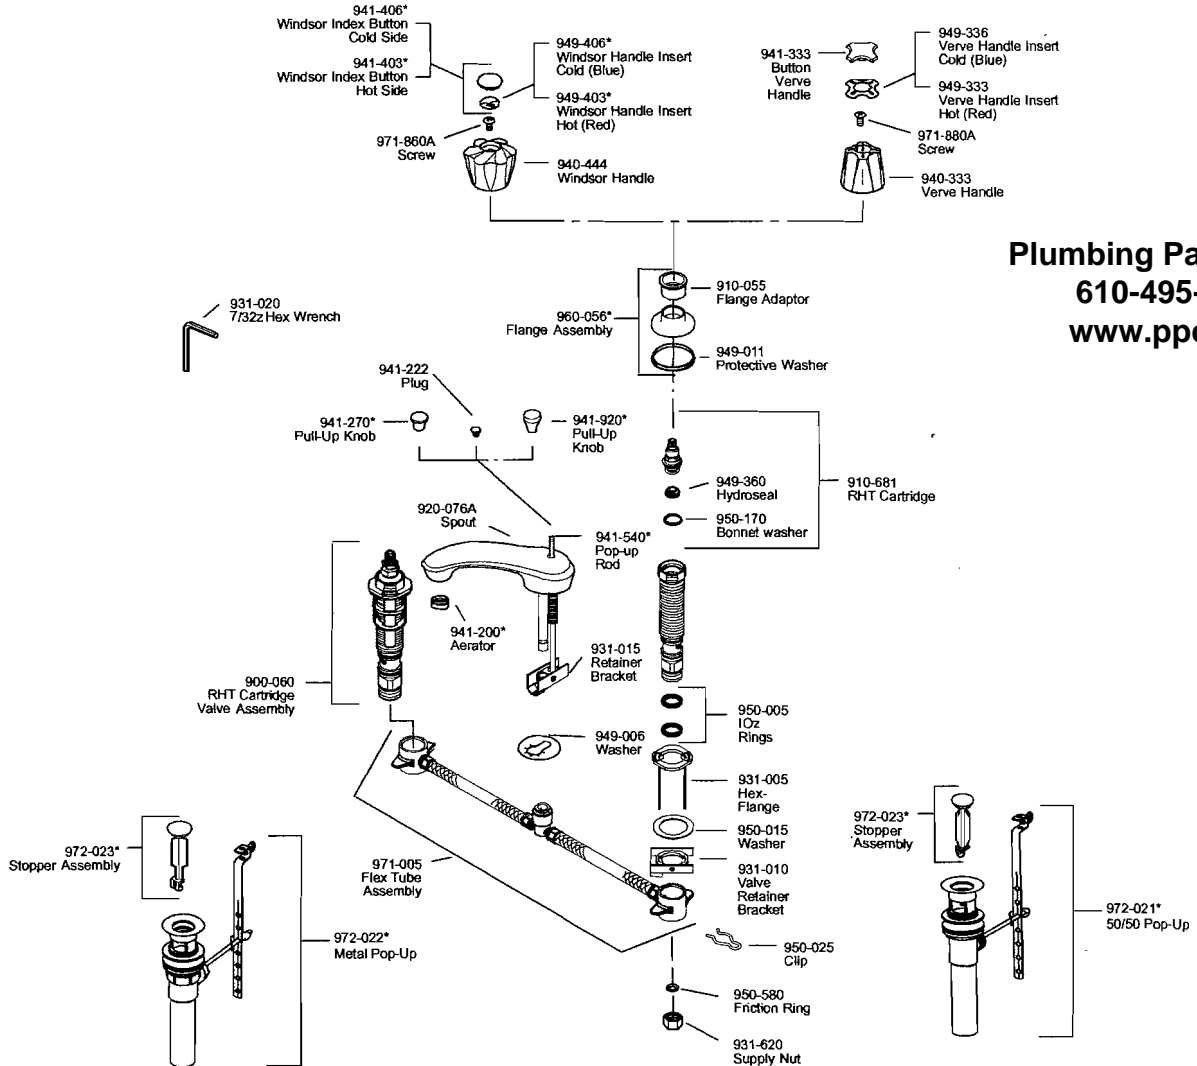 941-406*
Windsor Index Button
Cold Side
941-403*
Windsor Index Button
Hot Side
949-406*
Windsor Handle Insert
Cold (Blue)
949-403*
Windsor Handle Insert
Hot (Red)
971-860A
Screw
940-444
Windsor Handle
941-333
Button
Verve
Handle
949-336
Verve Handle Insert
Cold (Blue)
949-333
Verve Handle Insert
Hot (Red)
971-880A
Screw
940-333
Verve Handle
Plumbing Pa
610-495-
www.pp
931-020
7/32z Hex Wrench
910-055
Flange Adaptor
960-056*
Flange Assembly
949-011
Protective Washer
941-222
Plug
941-270*
Pull-Up Knob
941-920*
Pull-Up
Knob
949-360
Hydroseal
910-681
RHT Cartridge
950-170
Bonnet washer
920-076A
Spout
941-540*
Pop-up
Rod
941-200*
Aerator
931-015
Retainer
Bracket
900-060
RHT Cartridge
Valve Assembly
950-005
IOz
Rings
949-006
Washer
931-005
Hex-
Flange
950-015
Washer
931-010
Valve
Retainer
Bracket
972-023*
Stopper Assembly
971-005
Flex Tube
Assembly
972-022*
Metal Pop-Up
950-025
Clip
950-580
Friction Ring
931-620
Supply Nut
972-023*
Stopper
Assembly
972-021*
50/50 Pop-Up